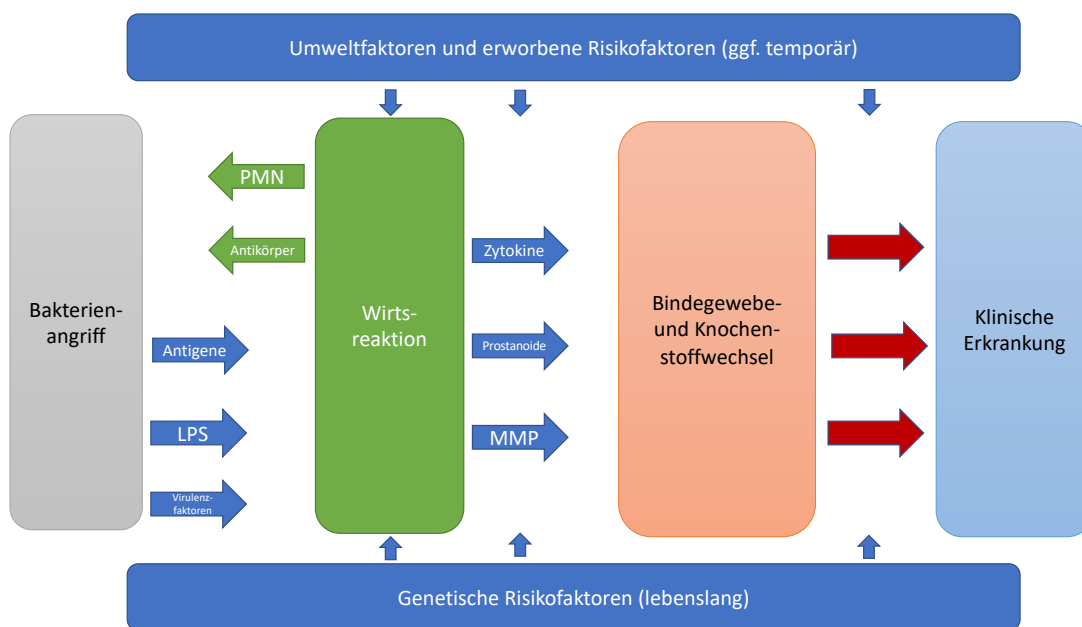 Umweltfaktoren und erworbene Risikofaktoren (ggf. temporär)
PMN
Antikörper
Zytokine
Bakterien-
angriff
Antigene
Wirts-
reaktion
Prostanoide
Bindegewebe-
und Knochen-
stoffwechsel
Klinische
Erkrankung
LPS
MMP
Virulenz-
faktoren
Genetische Risikofaktoren (lebenslang)